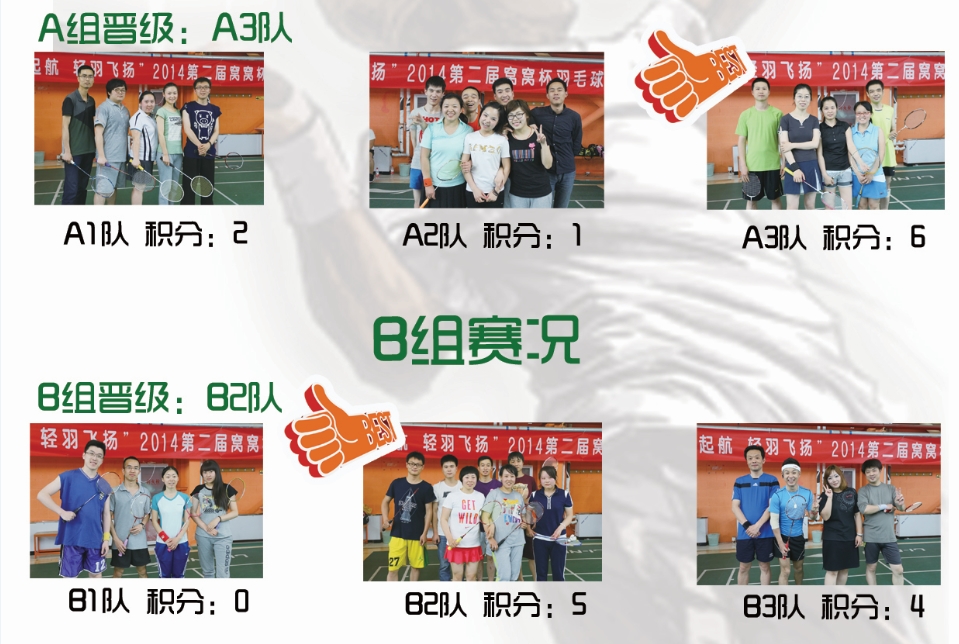 A组晋级：A3队
起航 轻羽飞扬”2014第二届窝窝杯
扬”2014第二届窝窝杯羽毛球
BEST
轻羽飞扬”2014第二届窝窝
A1队 积分：2
A2队 积分：1
A3队 积分：6
B组赛况
B组晋级：B2队
轻羽飞扬”2014第二届窝窝
BEST
轻羽飞扬”2014第二届窝窝
起航 轻羽飞扬”2014第二届窝窝
GET
WILD
27
12
B1队 积分：0
B2队 积分：5
B3队 积分：4